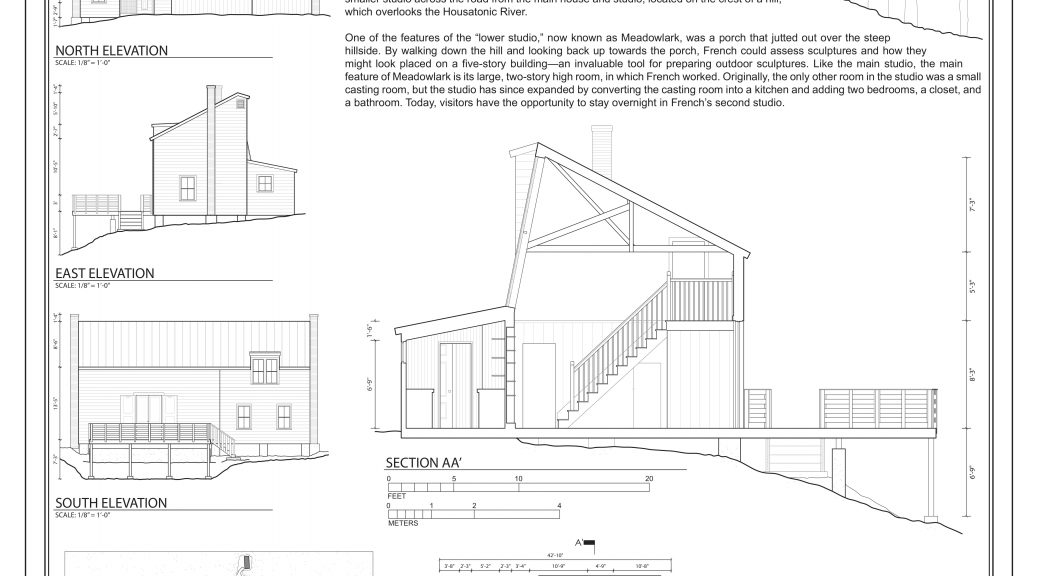 smaller studio across the road from the main house and studio, located on the crest of a hill,
which overlooks the Housatonic River.
One of the features of the “lower studio,” now known as Meadowlark, was a porch that jutted out over the steep
hillside. By walking down the hill and looking back up towards the porch, French could assess sculptures and how they
might look placed on a five-story building—an invaluable tool for preparing outdoor sculptures. Like the main studio, the main
feature of Meadowlark is its large, two-story high room, in which French worked. Originally, the only other room in the studio was a small
casting room, but the studio has since expanded by converting the casting room into a kitchen and adding two bedrooms, a closet, and
a bathroom. Today, visitors have the opportunity to stay overnight in French’s second studio.
NORTH ELEVATION
SCALE: 1/8" = 1'-0"
EAST ELEVATION
SCALE: 1/8" = 1'-0"
SOUTH ELEVATION
SCALE: 1/8" = 1'-0"
7'-3"
5'-3"
8'-3"
6'-9"
1'-6"
6'-9"
SECTION AA'
0 5 10 20
FEET
0 1 2 4
METERS
A'
42'-10"
3'-8" 2'-3" 5'-2" 2'-3" 3'-4" 10'-9" 4'-9" 10'-8"